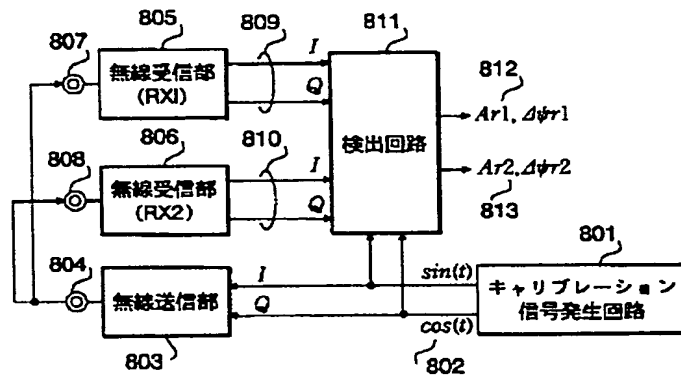 805
809
811
807
I
無線受信部
(RX1)
Q
812
Ar1, Δψr1
検出回路
806
810
808
I
無線受信部
(RX2)
Q
Ar2, Δψr2
813
801
804
I
sin(t)
キャリブレーション
信号発生回路
無線送信部
Q
cos(t)
803
802